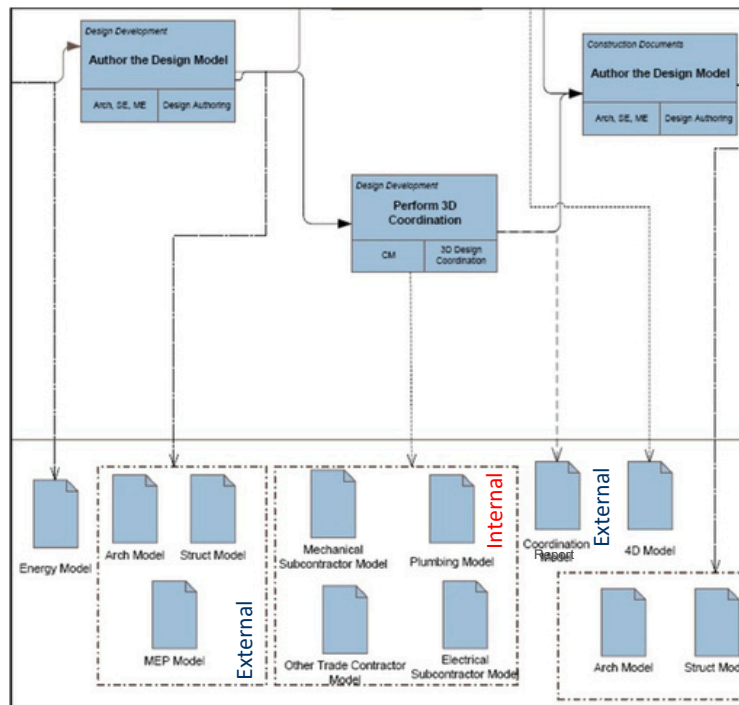 Design Development
Author the Design Model
Arch, SE, ME
Design Authoring
Construction Documents
Author the Design Model
Arch, SE, ME
Design Authoring
Design Development
Perform 3D
Coordination
CM
3D Design
Coordination
Energy Model
Arch Model
Struct Model
MEP Model
External
Mechanical
Subcontractor Model
Plumbing Model
Internal
Other Trade Contractor
Model
Electrical
Subcontractor Model
Coordination
Report
External
4D Model
Arch Model
Struct Mode